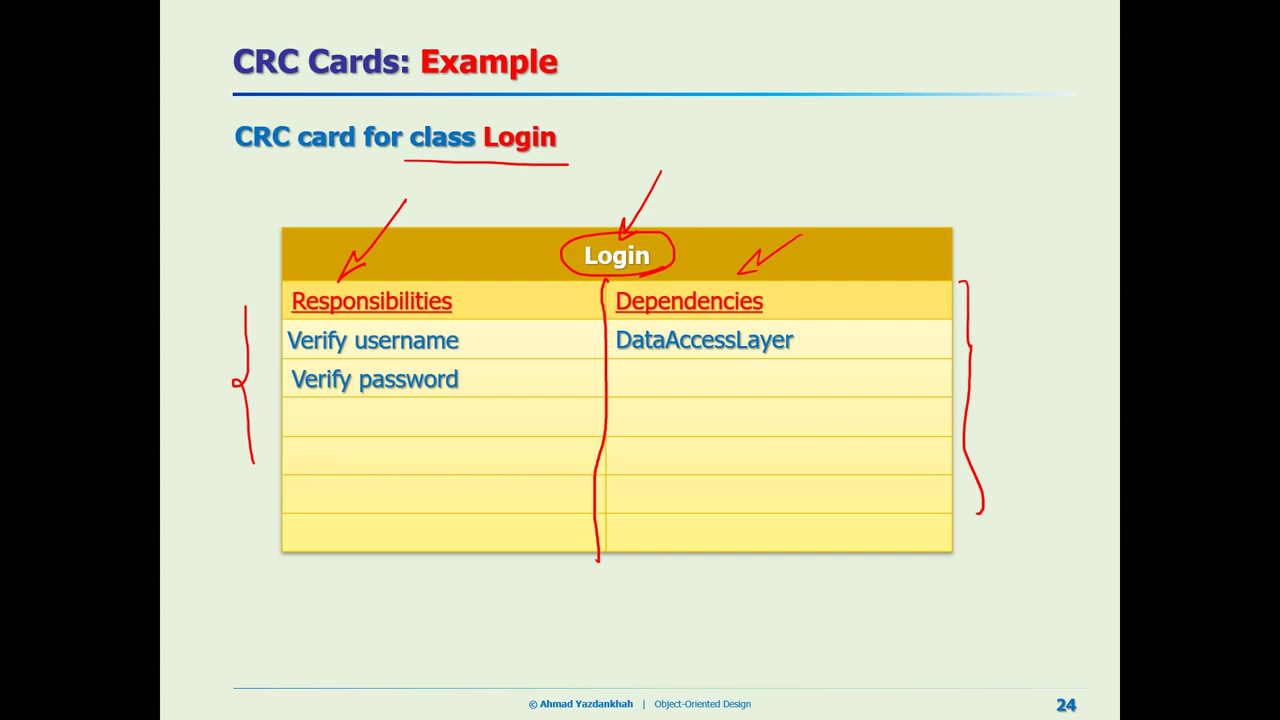 CRC Cards: Example
CRC card for class Login
Login
Responsibilities Dependencies
Verify username DataAccessLayer
Verify password
© Ahmad Yazdankhah | Object-Oriented Design 24